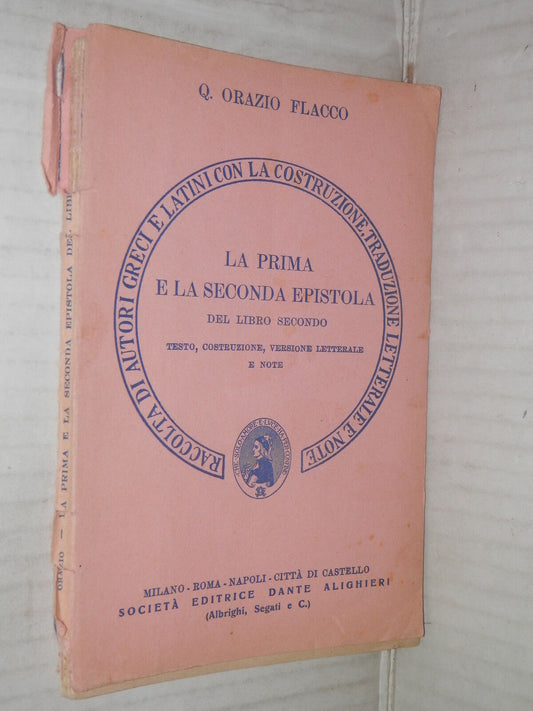 Q. ORAZIO FLACCO
RACCOLTA DI AUTORI GRECI E LATINI CON LA COSTRUZIONE, TRADUZIONE LETTERALE E NOTE
LA PRIMA
E LA SECONDA EPISTOLA
DEL LIBRO SECONDO
TESTO, COSTRUZIONE, VERSIONE LETTERALE
E NOTE
MILANO - ROMA - NAPOLI - CITTÀ DI CASTELLO
SOCIETÀ EDITRICE DANTE ALIGHIERI
(Albrighi, Segati e C.)
ORAZIO — LA PRIMA E LA SECONDA EPISTOLA DEL